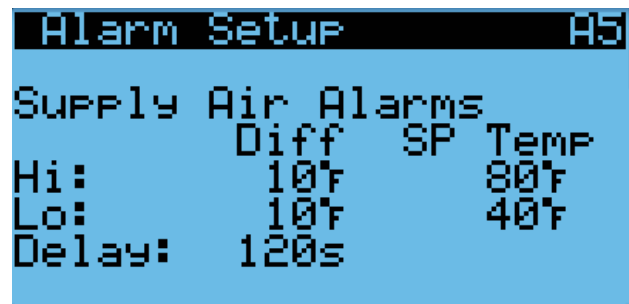 Alarm Setup A5
Supply Air Alarms
Diff SP Temp
Hi: 10°F 80°F
Lo: 10°F 40°F
Delay: 120s